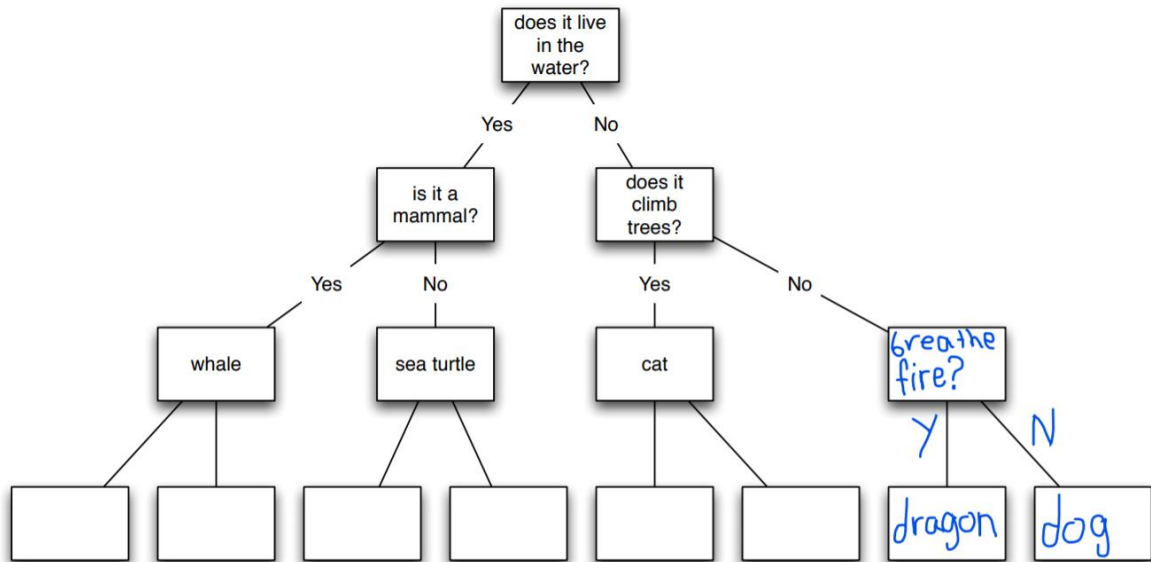 does it live
in the
water?
Yes
No
is it a
mammal?
does it
climb
trees?
Yes
No
Yes
No
whale
sea turtle
cat
breathe
fire?
Y
N
dragon
dog